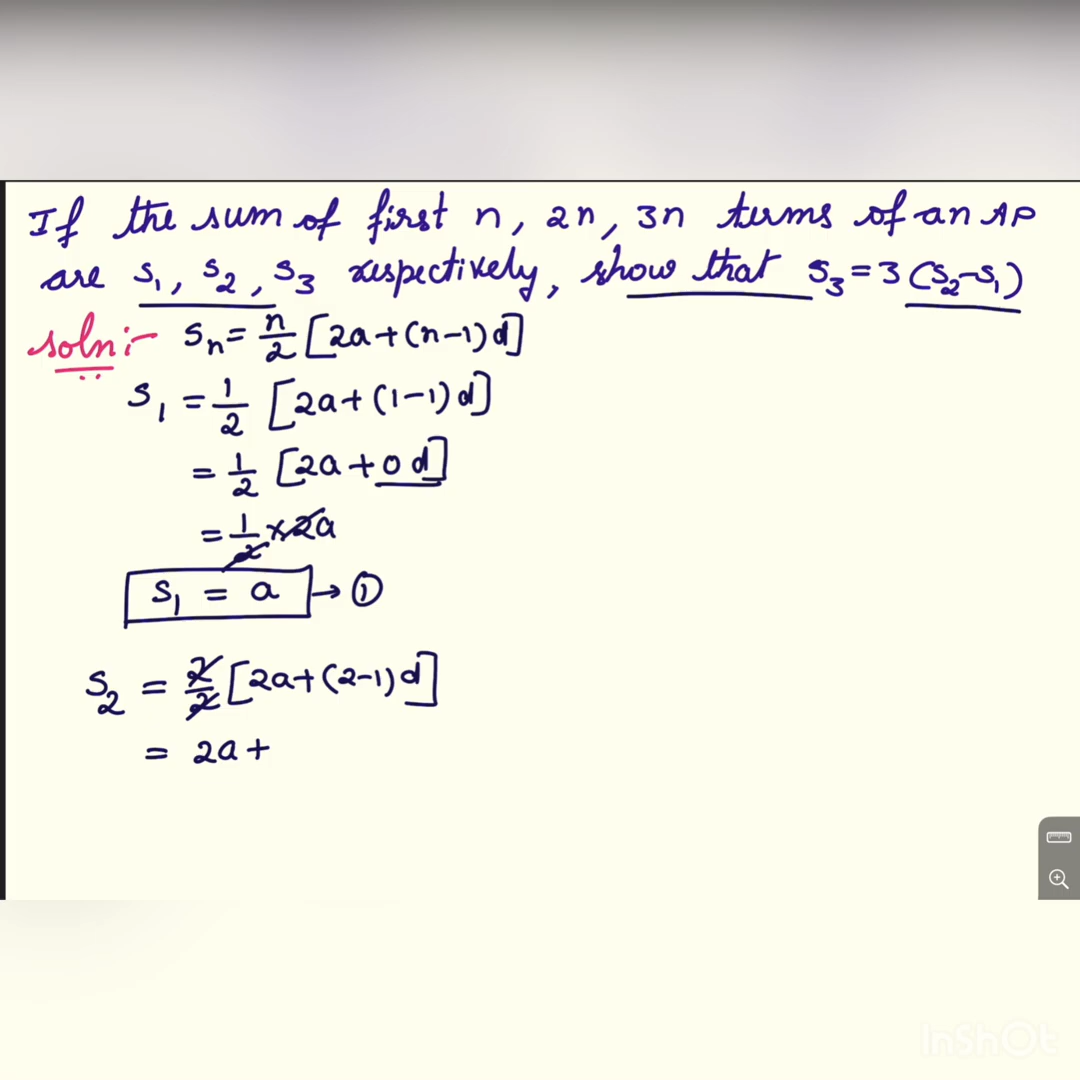 If the sum of first n, 2n, 3n terms of an AP
are S₁, S₂, S₃ respectively, show that S₃ = 3 (S₂-S₁)
soln:- Sn = n/2 [2a+(n-1)d]
S₁ = 1/2 [2a+(1-1)d]
= 1/2 [2a+0d]
= 1/2 x 2a
S₁ = a → ①
S₂ = 2/2 [2a+(2-1)d]
= 2a+
InShOt